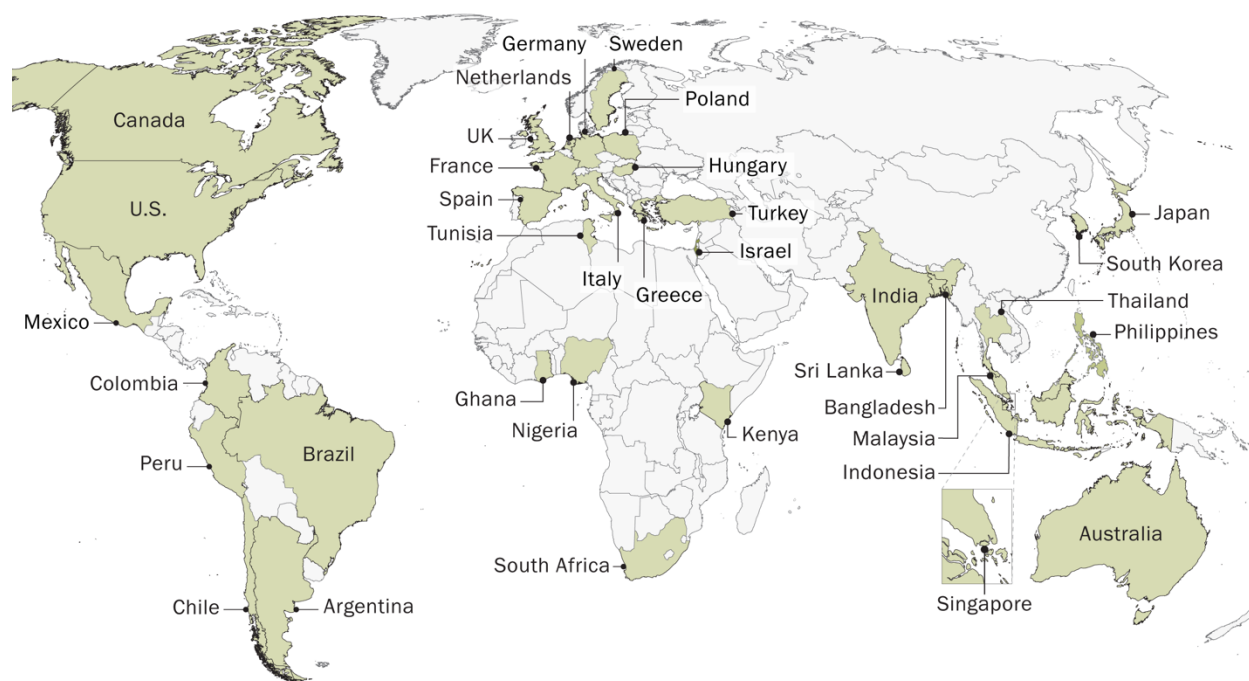 Germany
Sweden
Netherlands
Poland
Canada
UK
France
Hungary
Spain
U.S.
Turkey
Japan
Tunisia
Israel
South Korea
Italy
Greece
India
Thailand
Mexico
Philippines
Sri Lanka
Colombia
Ghana
Bangladesh
Nigeria
Kenya
Malaysia
Brazil
Peru
Indonesia
Australia
South Africa
Singapore
Chile
Argentina